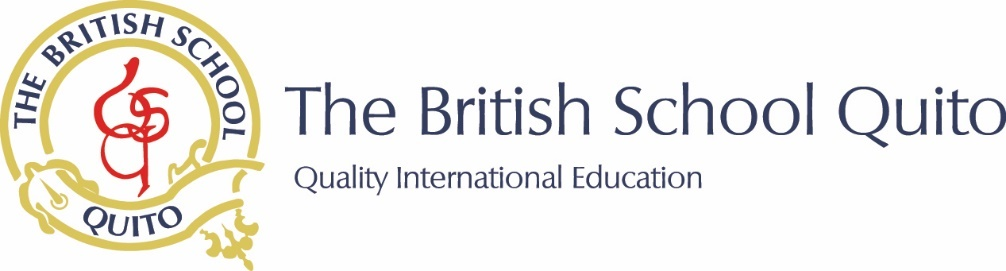 THE BRITISH SCHOOL
QUITO
The British School Quito
Quality International Education